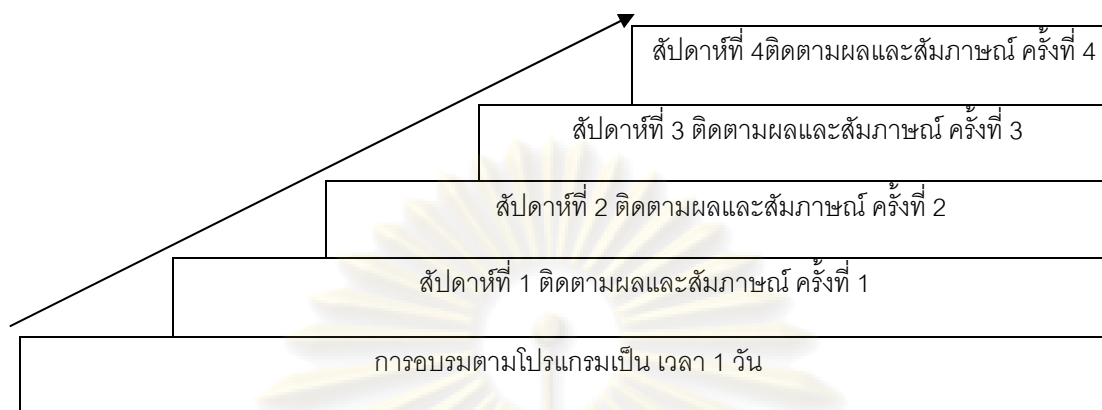 สัปดาห์ที่ 4ติดตามผลและสัมภาษณ์ ครั้งที่ 4
สัปดาห์ที่ 3 ติดตามผลและสัมภาษณ์ ครั้งที่ 3
สัปดาห์ที่ 2 ติดตามผลและสัมภาษณ์ ครั้งที่ 2
สัปดาห์ที่ 1 ติดตามผลและสัมภาษณ์ ครั้งที่ 1
การอบรมตามโปรแกรมเป็น เวลา 1 วัน